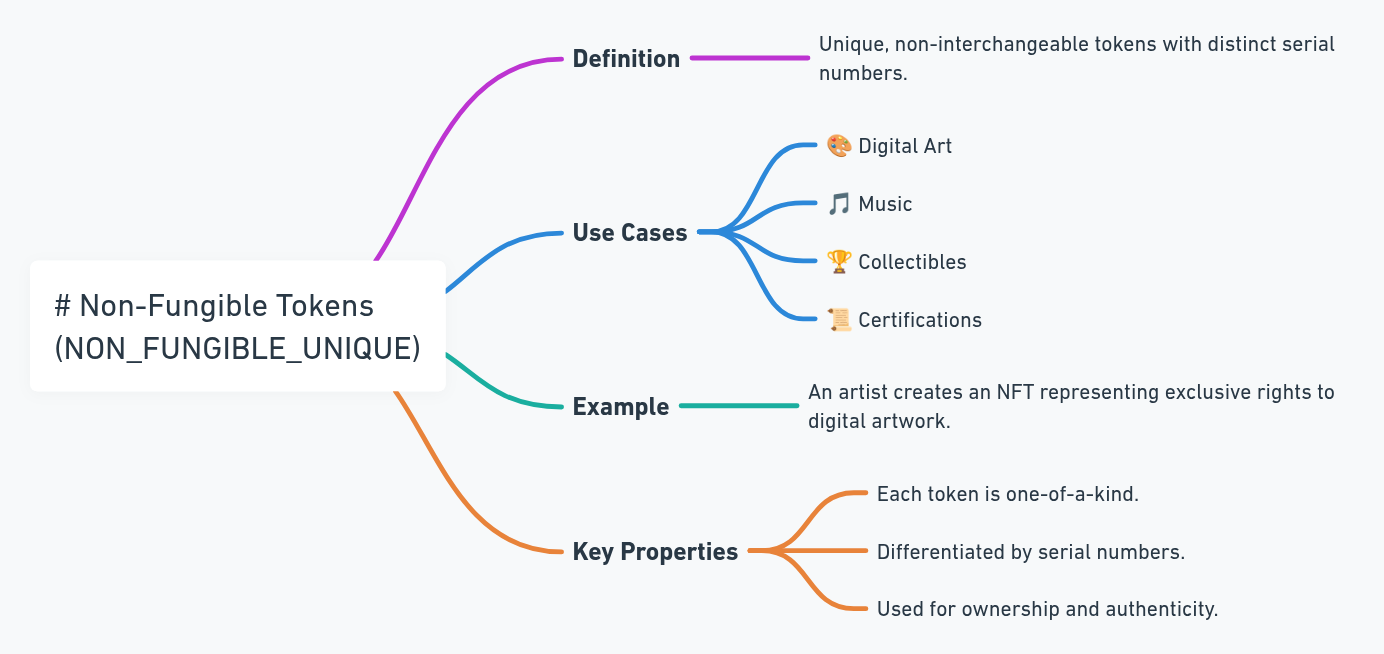 # Non-Fungible Tokens
(NON_FUNGIBLE_UNIQUE)
Definition
Unique, non-interchangeable tokens with distinct serial
numbers.
Use Cases
🎨 Digital Art
🎵 Music
🏆 Collectibles
📜 Certifications
Example
An artist creates an NFT representing exclusive rights to
digital artwork.
Key Properties
Each token is one-of-a-kind.
Differentiated by serial numbers.
Used for ownership and authenticity.